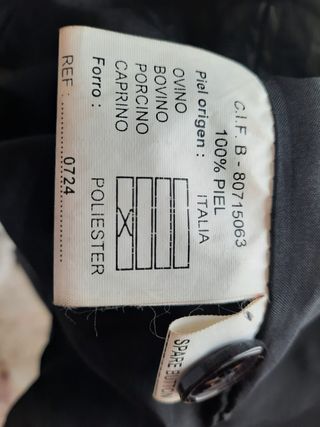 C.I.F. B - 80715063
100% PIEL
Piel origen : ITALIA
OVINO
BOVINO
PORCINO
CAPRINO X
Forro : POLIESTER
REF : .................. 0724
SPARE BUTTON